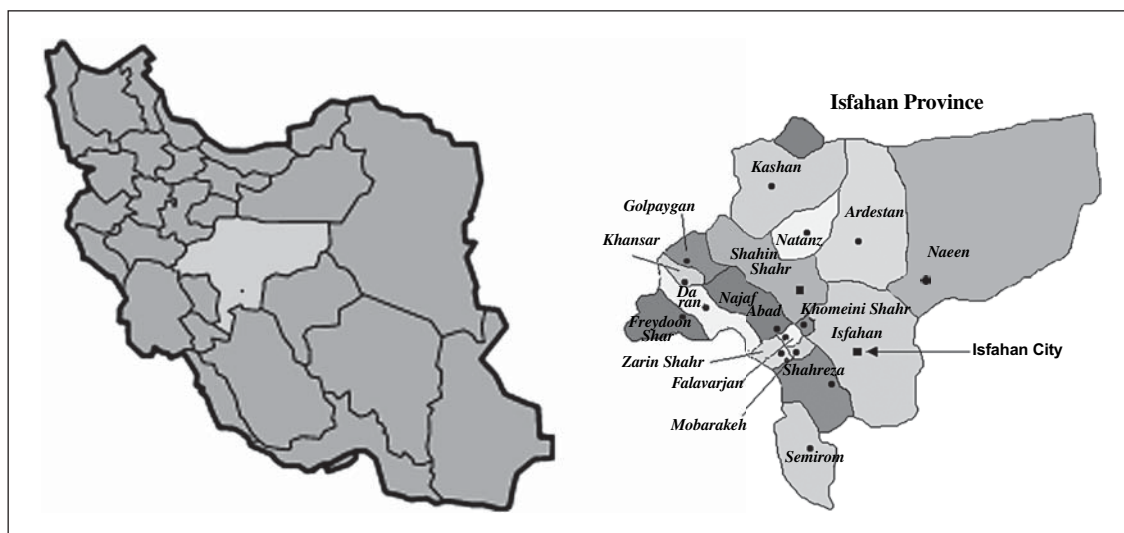 Isfahan Province
Kashan
Golpaygan
Ardestan
Khansar
Natanz
Shahin
Shahr
Naeen
Da
ran
Najaf
Abad
Khomeini Shahr
Freydoon
Shar
Isfahan
Isfahan City
Zarin Shahr
Shahreza
Falavarjan
Mobarakeh
Semirom